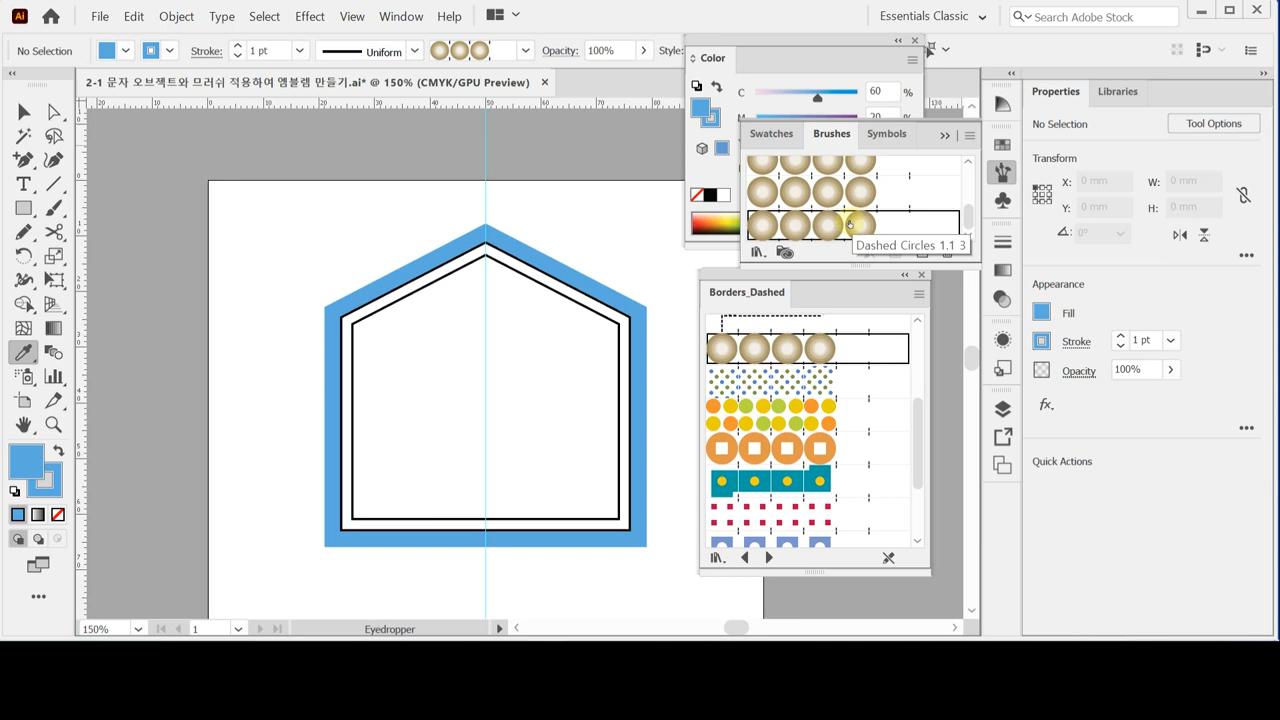 Ai File Edit Object Type Select Effect View Window Help Essentials Classic Search Adobe Stock
No Selection Stroke: 1 pt Uniform Opacity: 100% Style:
2-1 문자 오브젝트와 브러쉬 적용하여 엠블렘 만들기.ai* @ 150% (CMYK/GPU Preview)
Color
C 60 %
M 20 %
Swatches Brushes Symbols
Dashed Circles 1.1 3
Borders_Dashed
Properties Libraries
No Selection Tool Options
Transform
X: 0 mm W: 0 mm
Y: 0 mm H: 0 mm
0°
Appearance
Fill
Stroke 1 pt
Opacity 100%
fx
Quick Actions
150% 1 Eyedropper